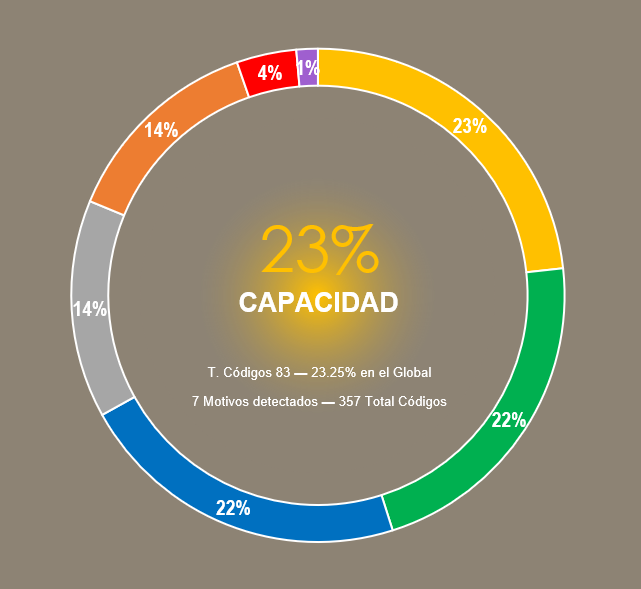 4%
1%
23%
14%
23%
CAPACIDAD
14%
T. Códigos 83 — 23.25% en el Global
7 Motivos detectados — 357 Total Códigos
22%
22%